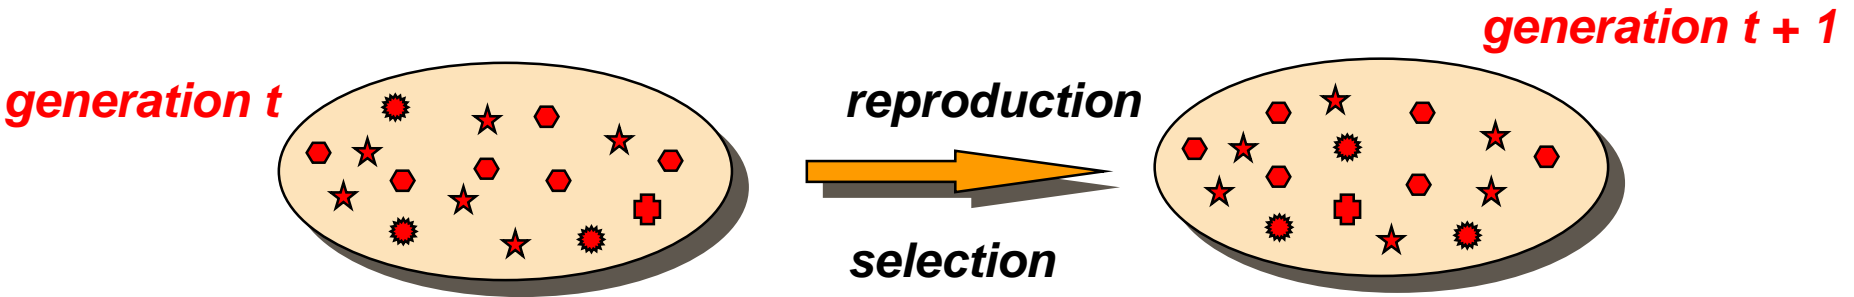 generation t
reproduction
selection
generation t + 1